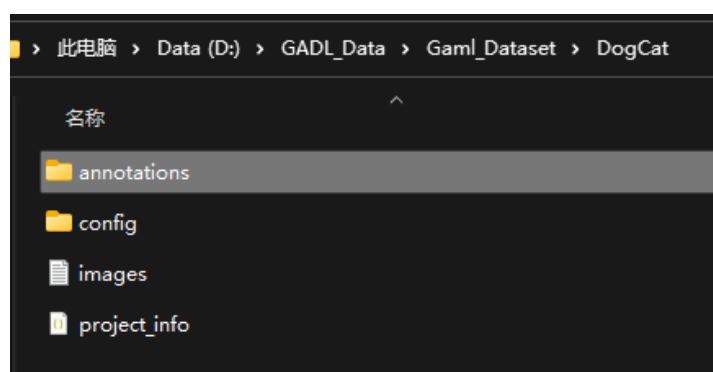 此电脑 > Data (D:) > GADL_Data > Gaml_Dataset > DogCat
名称
annotations
config
images
project_info